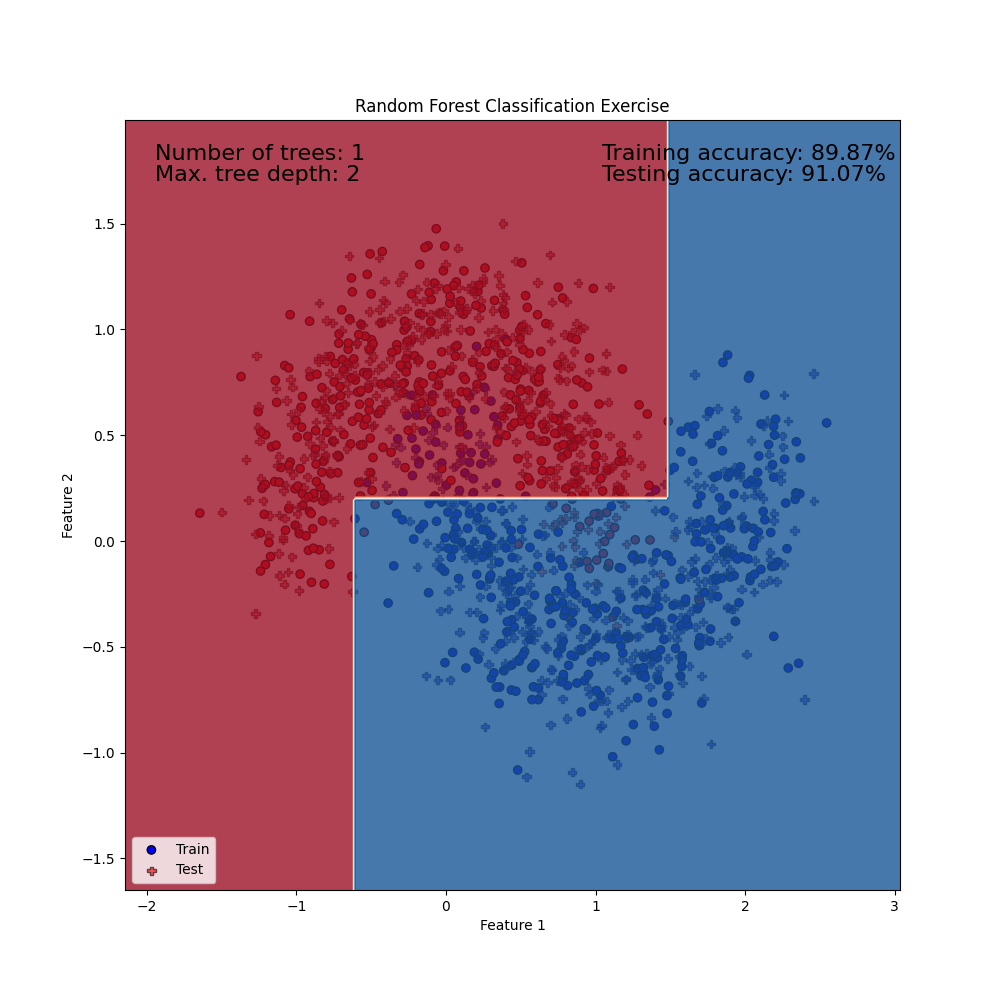 Random Forest Classification Exercise
Number of trees: 1
Max. tree depth: 2
Training accuracy: 89.87%
Testing accuracy: 91.07%
1.5
1.0
0.5
0.0
−0.5
−1.0
−1.5
Feature 2
Train
Test
−2
−1
0
1
2
3
Feature 1